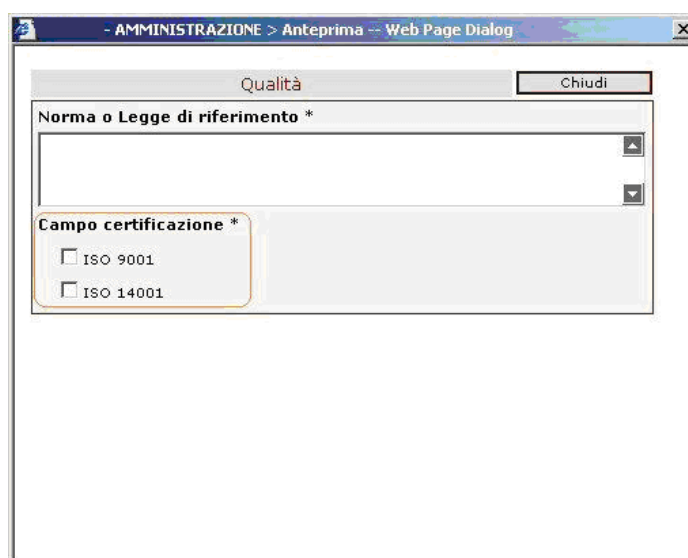 - AMMINISTRAZIONE > Anteprima -- Web Page Dialog
Qualità
Chiudi
Norma o Legge di riferimento *
Campo certificazione *
ISO 9001
ISO 14001